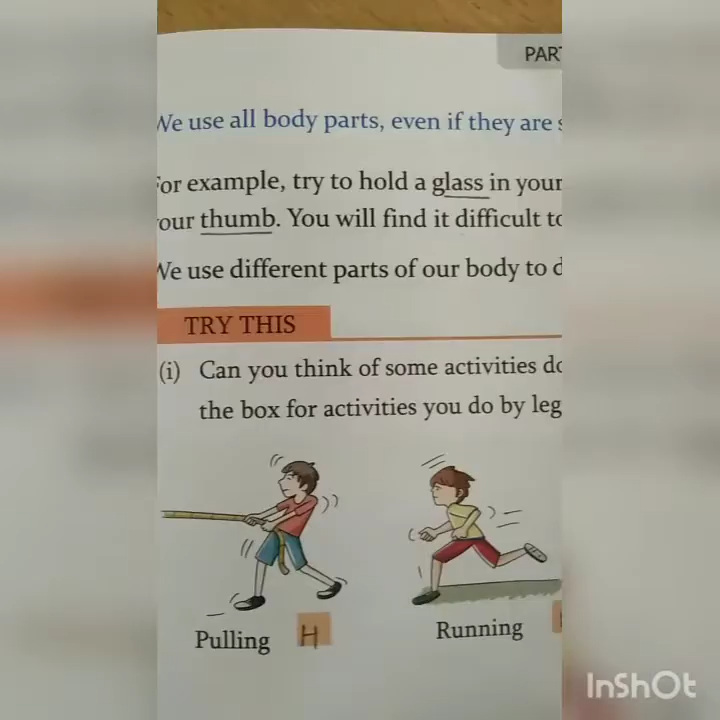 PART
We use all body parts, even if they are
For example, try to hold a glass in your
your thumb. You will find it difficult to
We use different parts of our body to
TRY THIS
(i) Can you think of some activities
the box for activities you do by leg
Pulling H
Running
InShOt